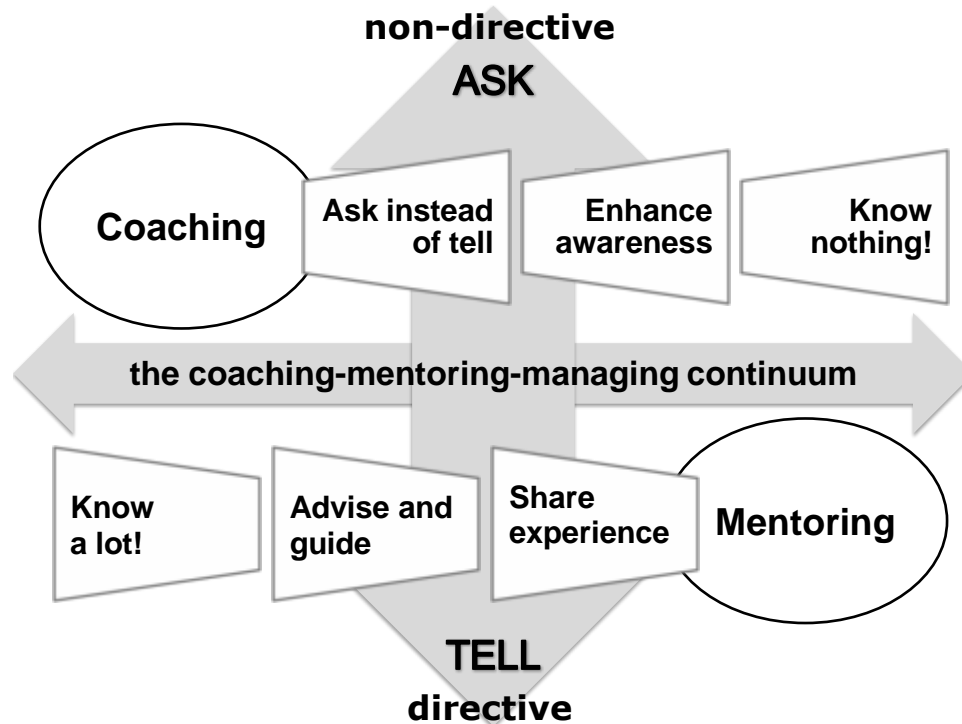 non-directive
ASK
Coaching
Ask instead
of tell
Enhance
awareness
Know
nothing!
the coaching-mentoring-managing continuum
Know
a lot!
Advise and
guide
Share
experience
Mentoring
TELL
directive